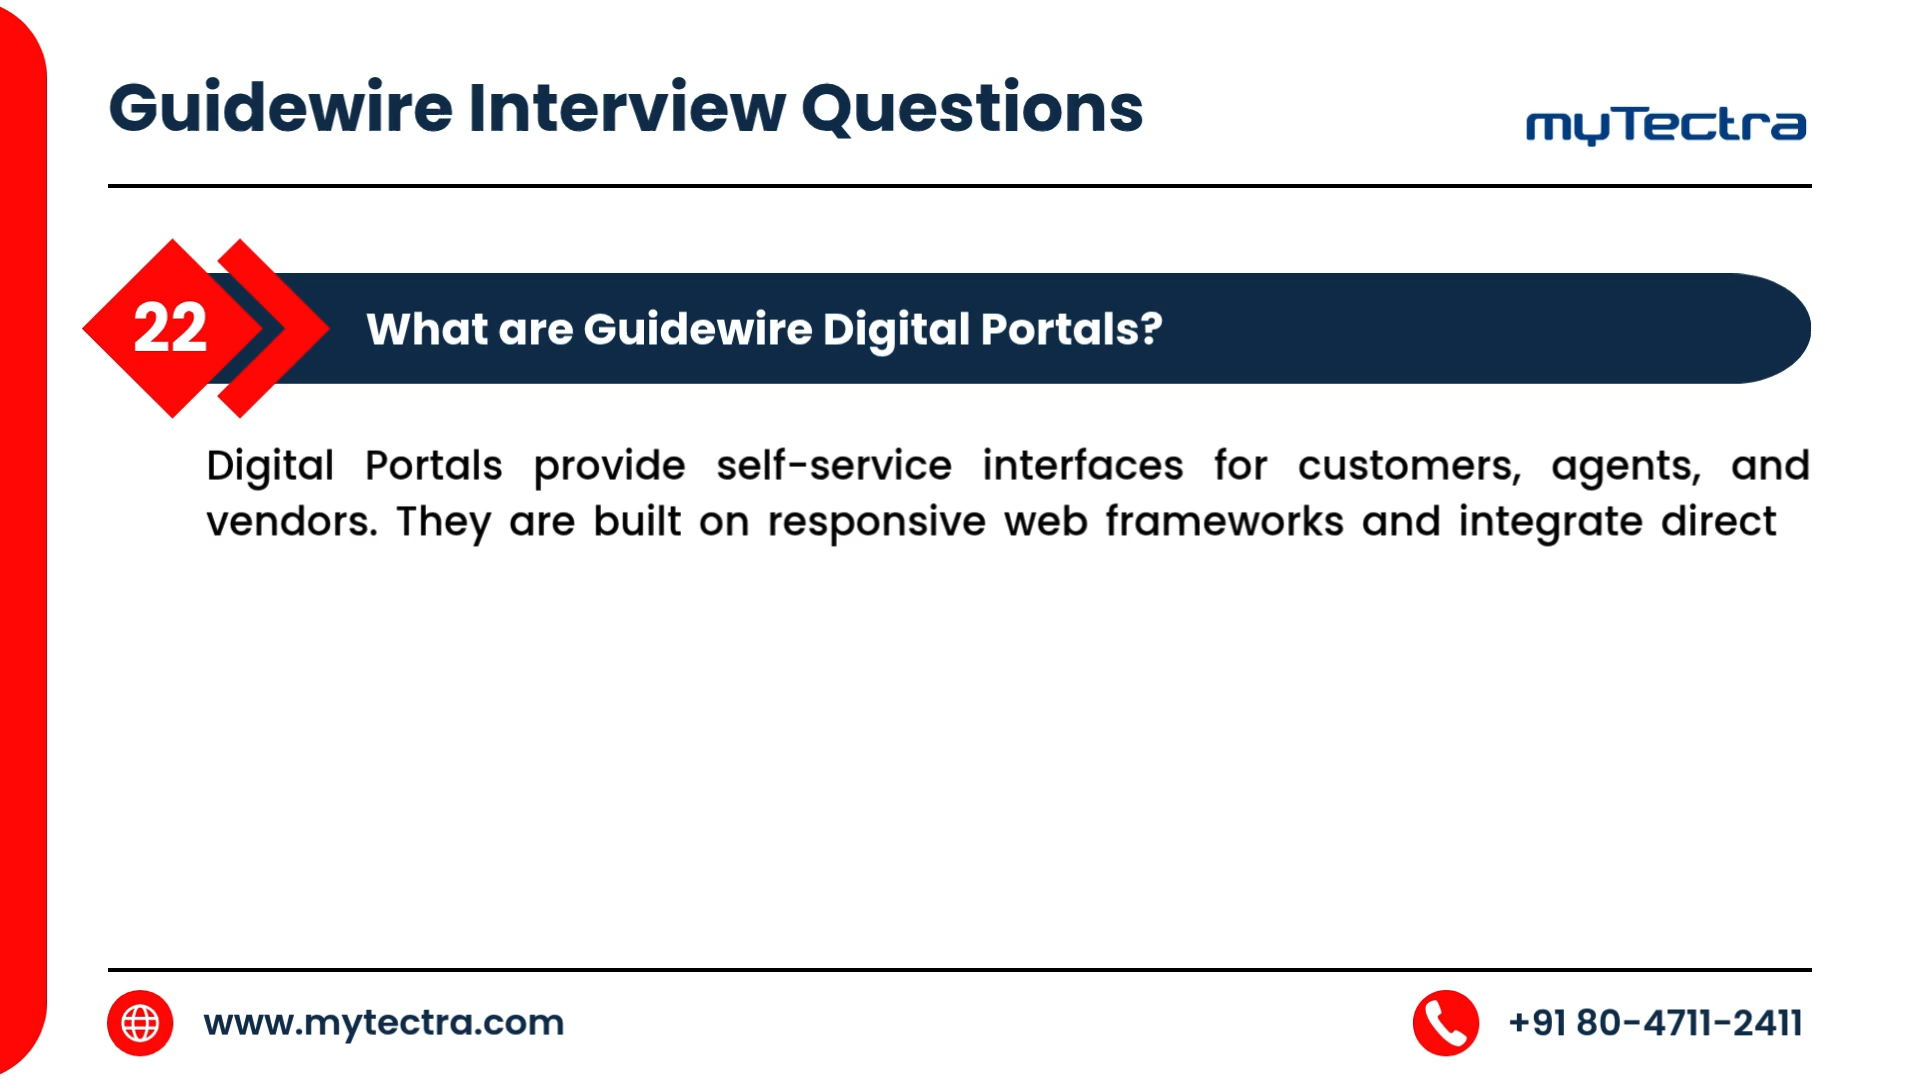 Guidewire Interview Questions
myTectra
22
What are Guidewire Digital Portals?
Digital Portals provide self-service interfaces for customers, agents, and
vendors. They are built on responsive web frameworks and integrate direct
www.mytectra.com
+91 80-4711-2411